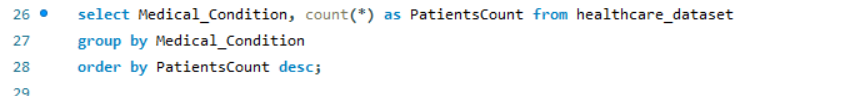 26 select Medical_Condition, count(*) as PatientsCount from healthcare_dataset
27 group by Medical_Condition
28 order by PatientsCount desc;
29